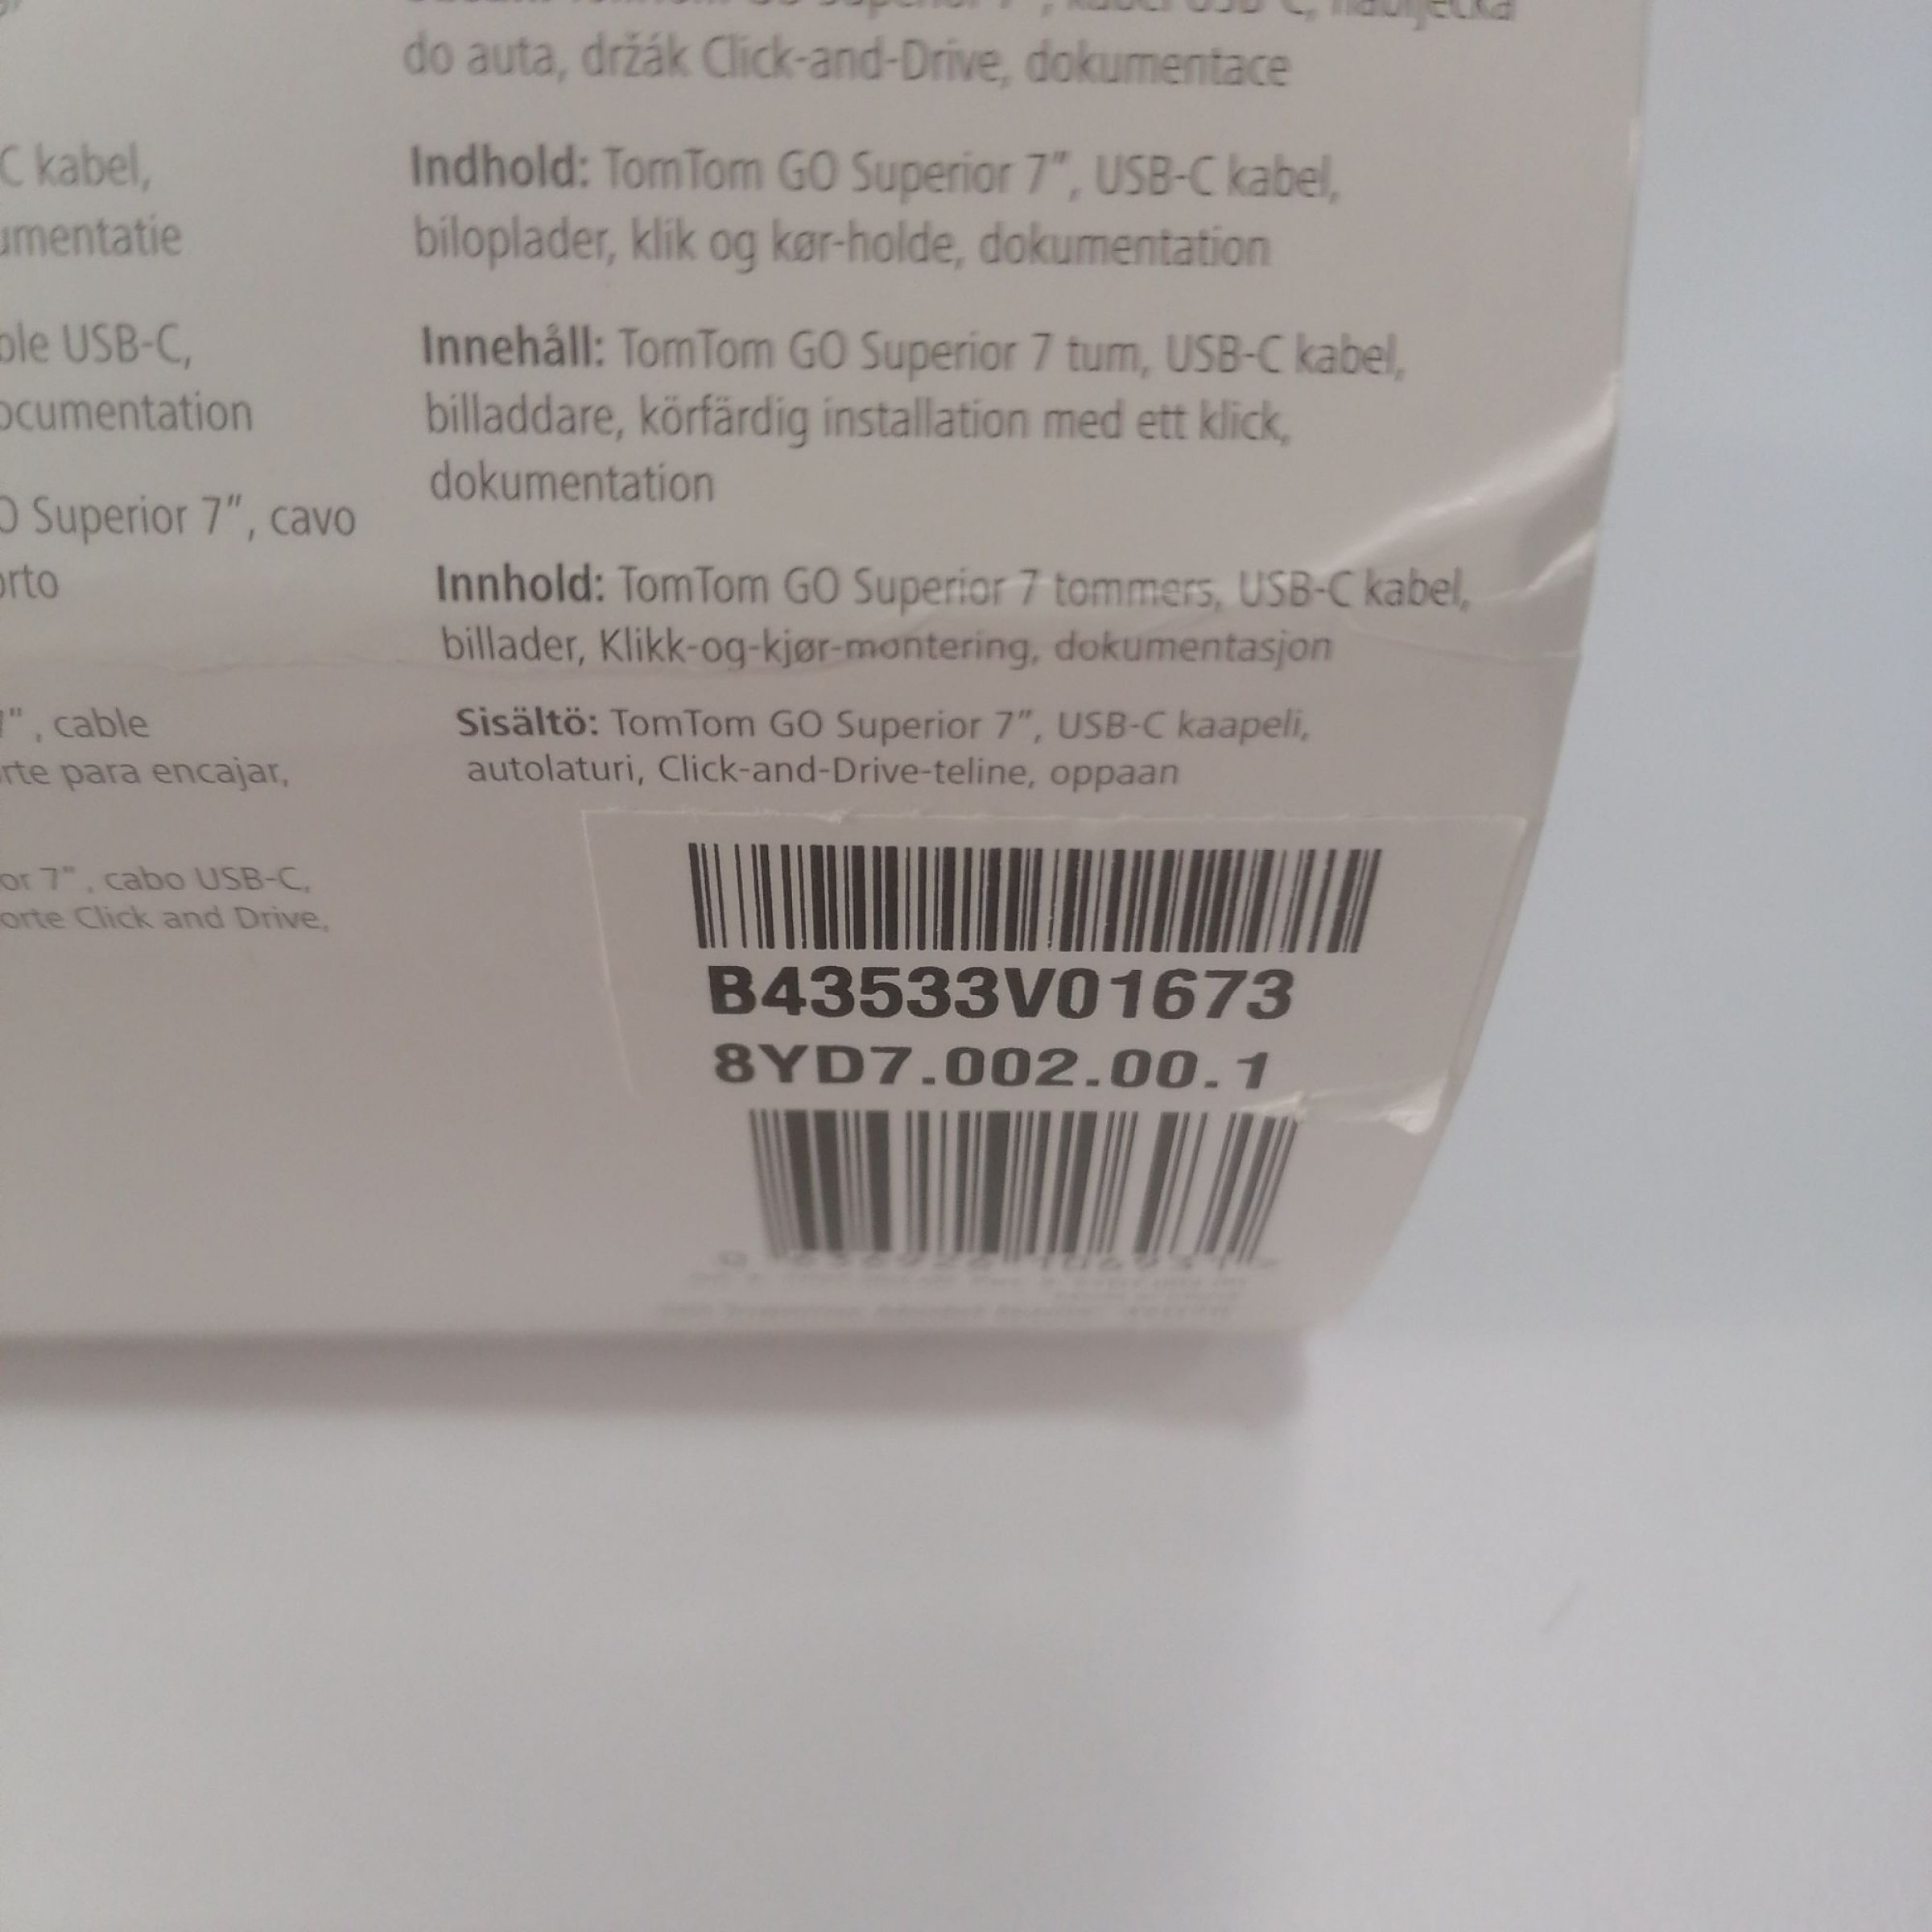 C kabel,
umentatie
ble USB-C,
ocumentation
O Superior 7", cavo
orto
7", cable
rte para encajar,
or 7", cabo USB-C,
orte Click and Drive,
do auta, držák Click-and-Drive, dokumentace
Indhold: TomTom GO Superior 7", USB-C kabel,
biloplader, klik og kør-holde, dokumentation
Innehåll: TomTom GO Superior 7 tum, USB-C kabel,
billaddare, körfärdig installation med ett klick,
dokumentation
Innhold: TomTom GO Superior 7 tommers, USB-C kabel,
billader, Klikk-og-kjør-montering, dokumentasjon
Sisältö: TomTom GO Superior 7", USB-C kaapeli,
autolaturi, Click-and-Drive-teline, oppaan
B43533V01673
8YD7.002.00.1